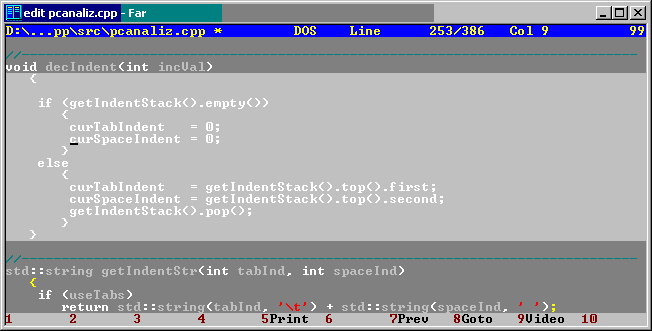 edit pcanaliz.cpp - Far
D:\...pp\src\pcanaliz.cpp * DOS Line 253/386 Col 9 99
//────────────────────────────────────────
void decIndent(int incVal)
{
if (getIndentStack().empty())
{
curTabIndent = 0;
curSpaceIndent = 0;
}
else
{
curTabIndent = getIndentStack().top().first;
curSpaceIndent = getIndentStack().top().second;
getIndentStack().pop();
}
}
//────────────────────────────────────────
std::string getIndentStr(int tabInd, int spaceInd)
{
if (useTabs)
return std::string(tabInd, '\t') + std::string(spaceInd, ' ');
1 2 3 4 5Print 6 7Prev 8Goto 9Video 10